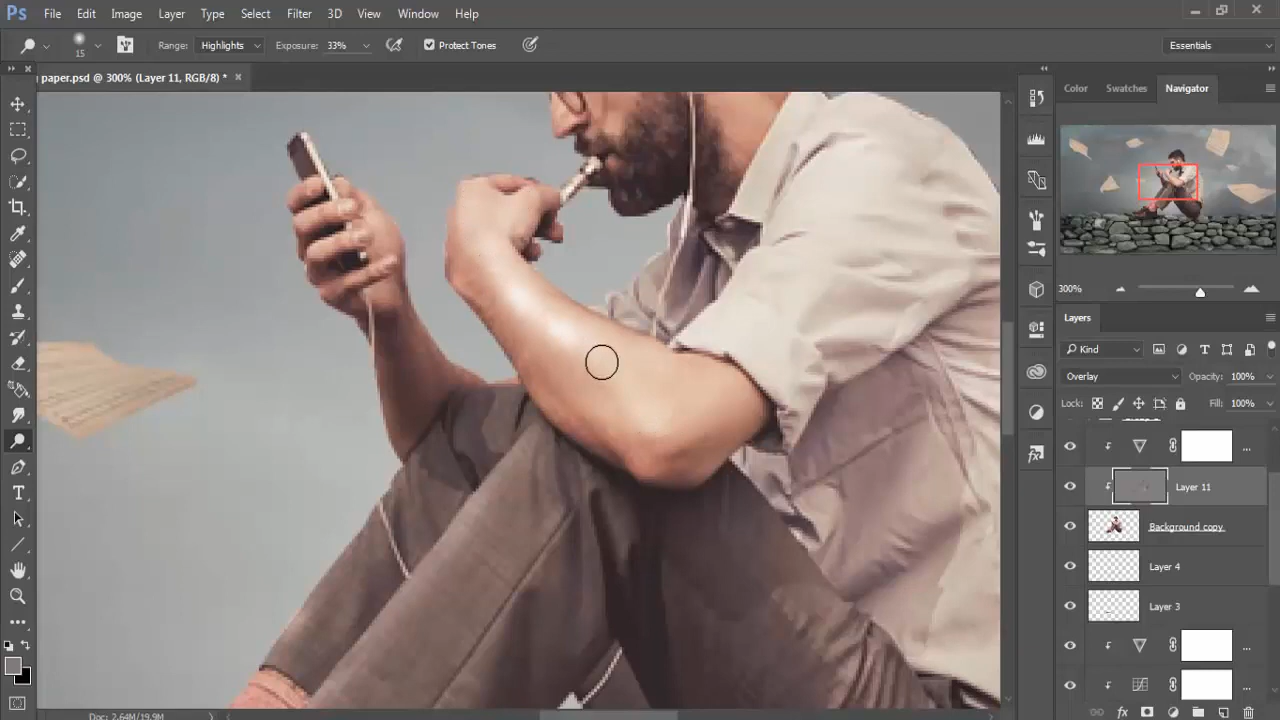 Ps File Edit Image Layer Type Select Filter 3D View Window Help
15 Range: Highlights Exposure: 33% Protect Tones Essentials
paper.psd @ 300% (Layer 11, RGB/8) * ×
Color Swatches Navigator
300%
Layers
Kind
Overlay Opacity: 100%
Lock: Fill: 100%
...
Layer 11
Background copy
Layer 4
Layer 3
...
...
fx
Doc: 2.64M/19.9M